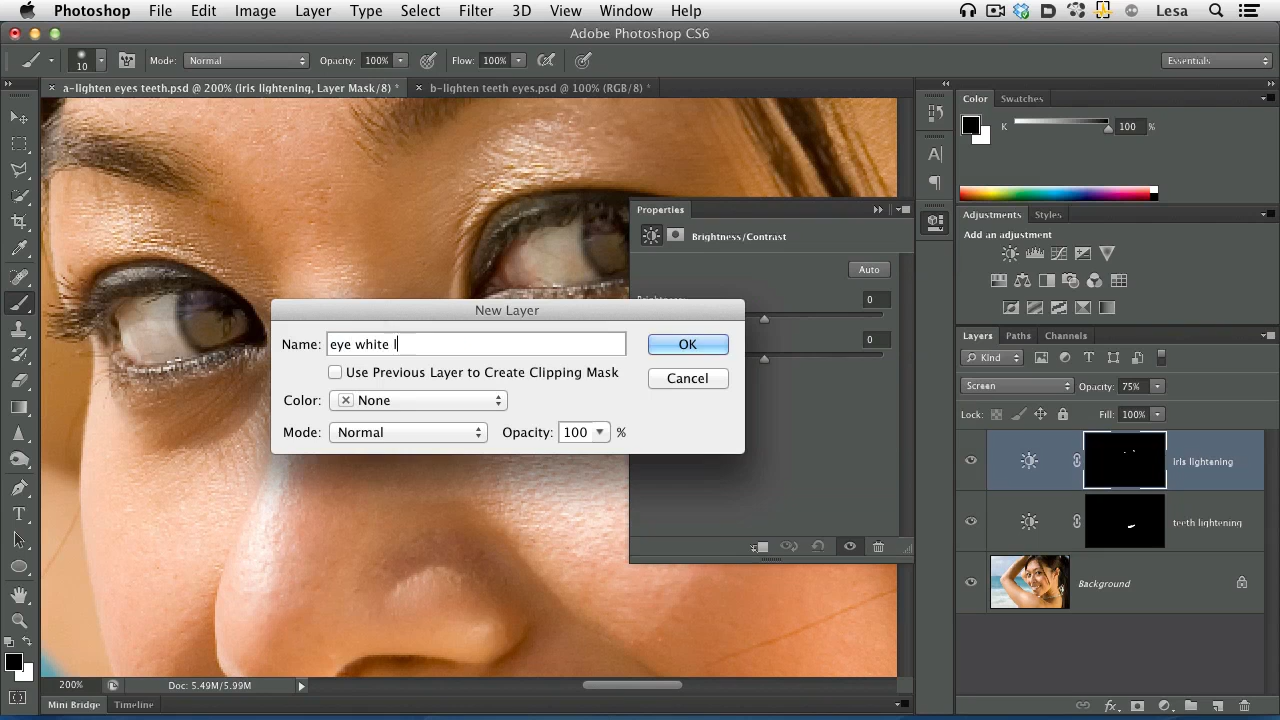 Photoshop File Edit Image Layer Type Select Filter 3D View Window Help Lesa
Adobe Photoshop CS6
10 Mode: Normal Opacity: 100% Flow: 100% Essentials
a-lighten eyes teeth.psd @ 200% (iris lightening, Layer Mask/8) * b-lighten teeth eyes.psd @ 100% (RGB/8) *
Color Swatches
K 100 %
Properties
Brightness/Contrast
Auto
0
0
Adjustments Styles
Add an adjustment
New Layer
Name: eye white l
OK
Use Previous Layer to Create Clipping Mask
Cancel
Color: None
Mode: Normal Opacity: 100 %
Layers Paths Channels
Kind
Screen Opacity: 75%
Lock: Fill: 100%
iris lightening
teeth lightening
Background
200% Doc: 5.49M/5.99M
Mini Bridge Timeline